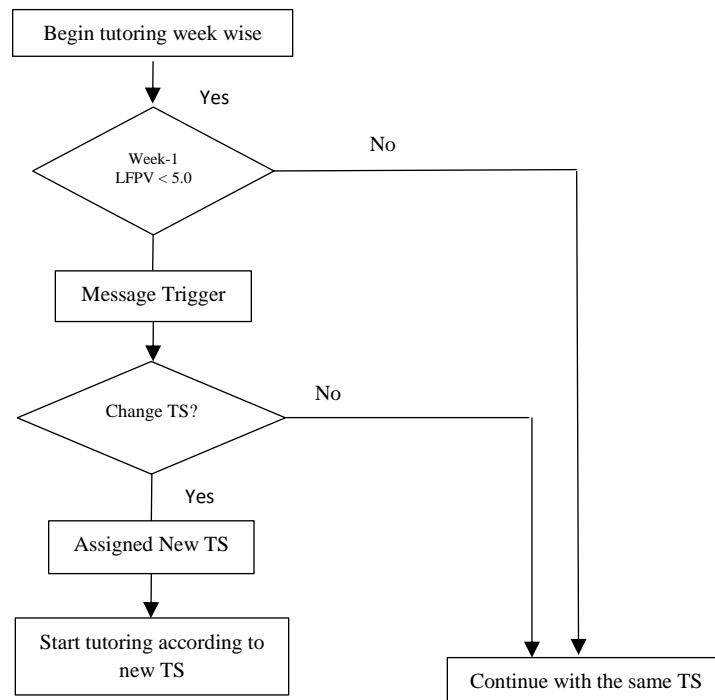 Begin tutoring week wise
Yes
Week-1
LFPV < 5.0
No
Message Trigger
Change TS?
No
Yes
Assigned New TS
Start tutoring according to
new TS
Continue with the same TS